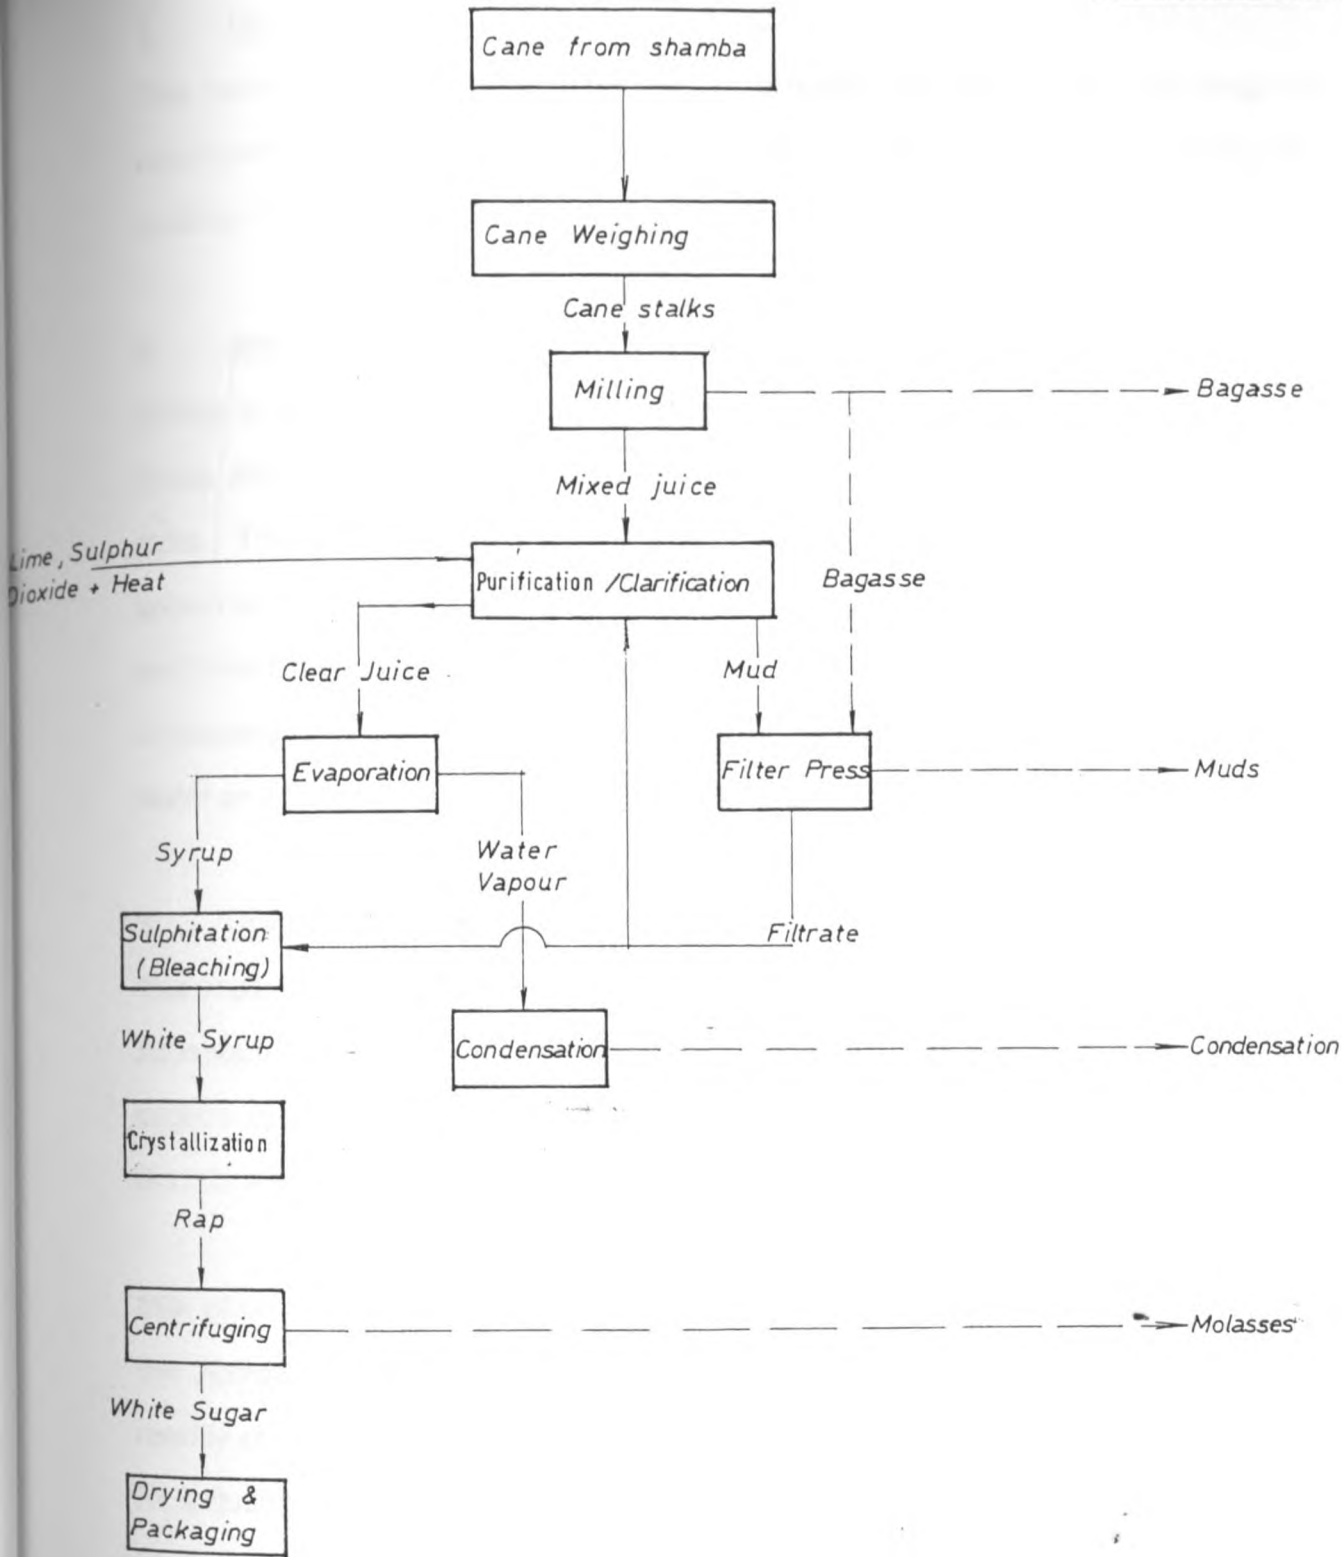 Cane from shamba
Cane Weighing
Cane stalks
Milling
Bagasse
Mixed juice
Lime, Sulphur
Dioxide + Heat
Purification /Clarification
Bagasse
Clear Juice
Mud
Evaporation
Filter Press
Muds
Syrup
Water
Vapour
Sulphitation
(Bleaching)
Filtrate
White Syrup
Condensation
Condensation
Crystallization
Rap
Centrifuging
Molasses
White Sugar
Drying &
Packaging